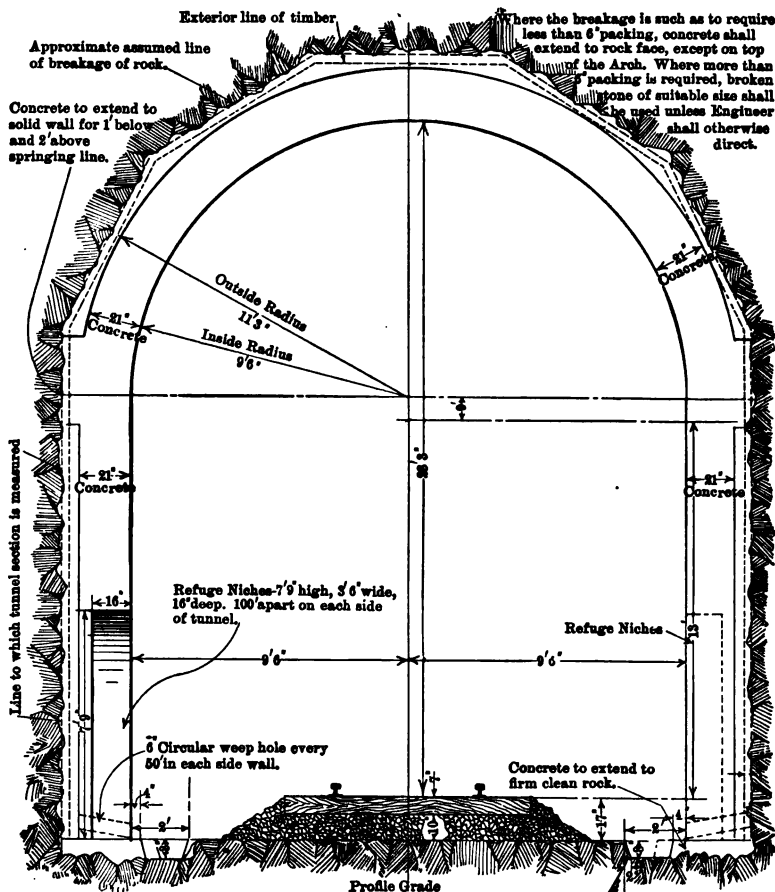 Exterior line of timber
Where the breakage is such as to require
less than 6" packing, concrete shall
extend to rock face, except on top
of the Arch. Where more than
6" packing is required, broken
stone of suitable size shall
be used unless Engineer
shall otherwise
direct.
Approximate assumed line
of breakage of rock.
Concrete to extend to
solid wall for 1' below
and 2' above
springing line.
21"
Concrete
Outside Radius
11'3"
21"
Concrete
Inside Radius
9'6"
21"
Concrete
21"
Concrete
Line to which tunnel section is measured
16"
Refuge Niches-7'9" high, 3'6" wide,
16" deep. 100' apart on each side
of tunnel.
Refuge Niches
13'
9'6"
9'6"
6" Circular weep hole every
50' in each side wall.
Concrete to extend to
firm clean rock.
4"
2'
7"
10"
17"
4"
2'
Profile Grade